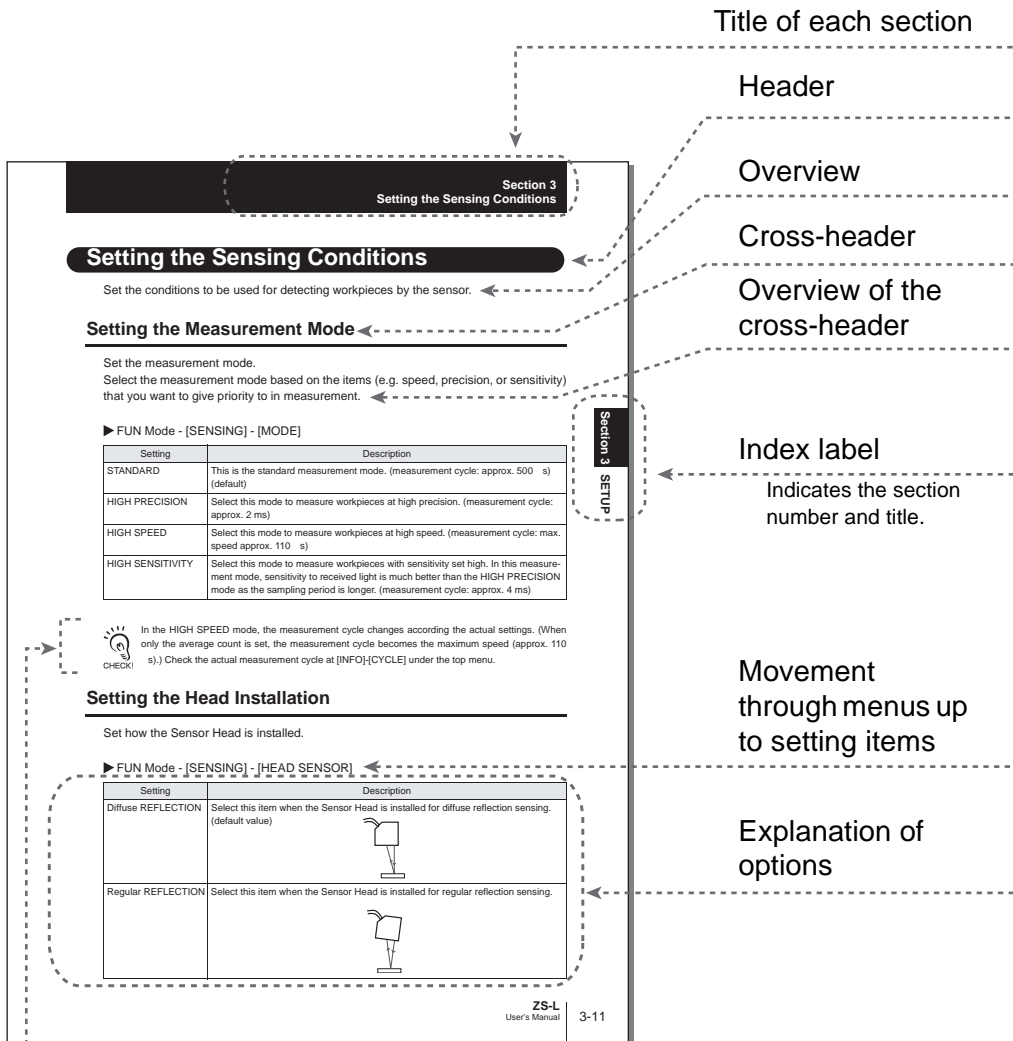 Title of each section
Header
Overview
Cross-header
Overview of the
cross-header
Index label
Indicates the section
number and title.
Movement
through menus up
to setting items
Explanation of
options
Section 3
Setting the Sensing Conditions
Setting the Sensing Conditions
Set the conditions to be used for detecting workpieces by the sensor.
Setting the Measurement Mode
Set the measurement mode.
Select the measurement mode based on the items (e.g. speed, precision, or sensitivity)
that you want to give priority to in measurement.
FUN Mode - [SENSING] - [MODE]
Setting Description
STANDARD This is the standard measurement mode. (measurement cycle: approx. 500 s)
(default)
HIGH PRECISION Select this mode to measure workpieces at high precision. (measurement cycle:
approx. 2 ms)
HIGH SPEED Select this mode to measure workpieces at high speed. (measurement cycle: max.
speed approx. 110 s)
HIGH SENSITIVITY Select this mode to measure workpieces with sensitivity set high. In this measure-
ment mode, sensitivity to received light is much better than the HIGH PRECISION
mode as the sampling period is longer. (measurement cycle: approx. 4 ms)
CHECK!
In the HIGH SPEED mode, the measurement cycle changes according the actual settings. (When
only the average count is set, the measurement cycle becomes the maximum speed (approx. 110
s).) Check the actual measurement cycle at [INFO]-[CYCLE] under the top menu.
Setting the Head Installation
Set how the Sensor Head is installed.
FUN Mode - [SENSING] - [HEAD SENSOR]
Setting Description
Diffuse REFLECTION Select this item when the Sensor Head is installed for diffuse reflection sensing.
(default value)
Regular REFLECTION Select this item when the Sensor Head is installed for regular reflection sensing.
Section 3 SETUP
ZS-L
User's Manual
3-11